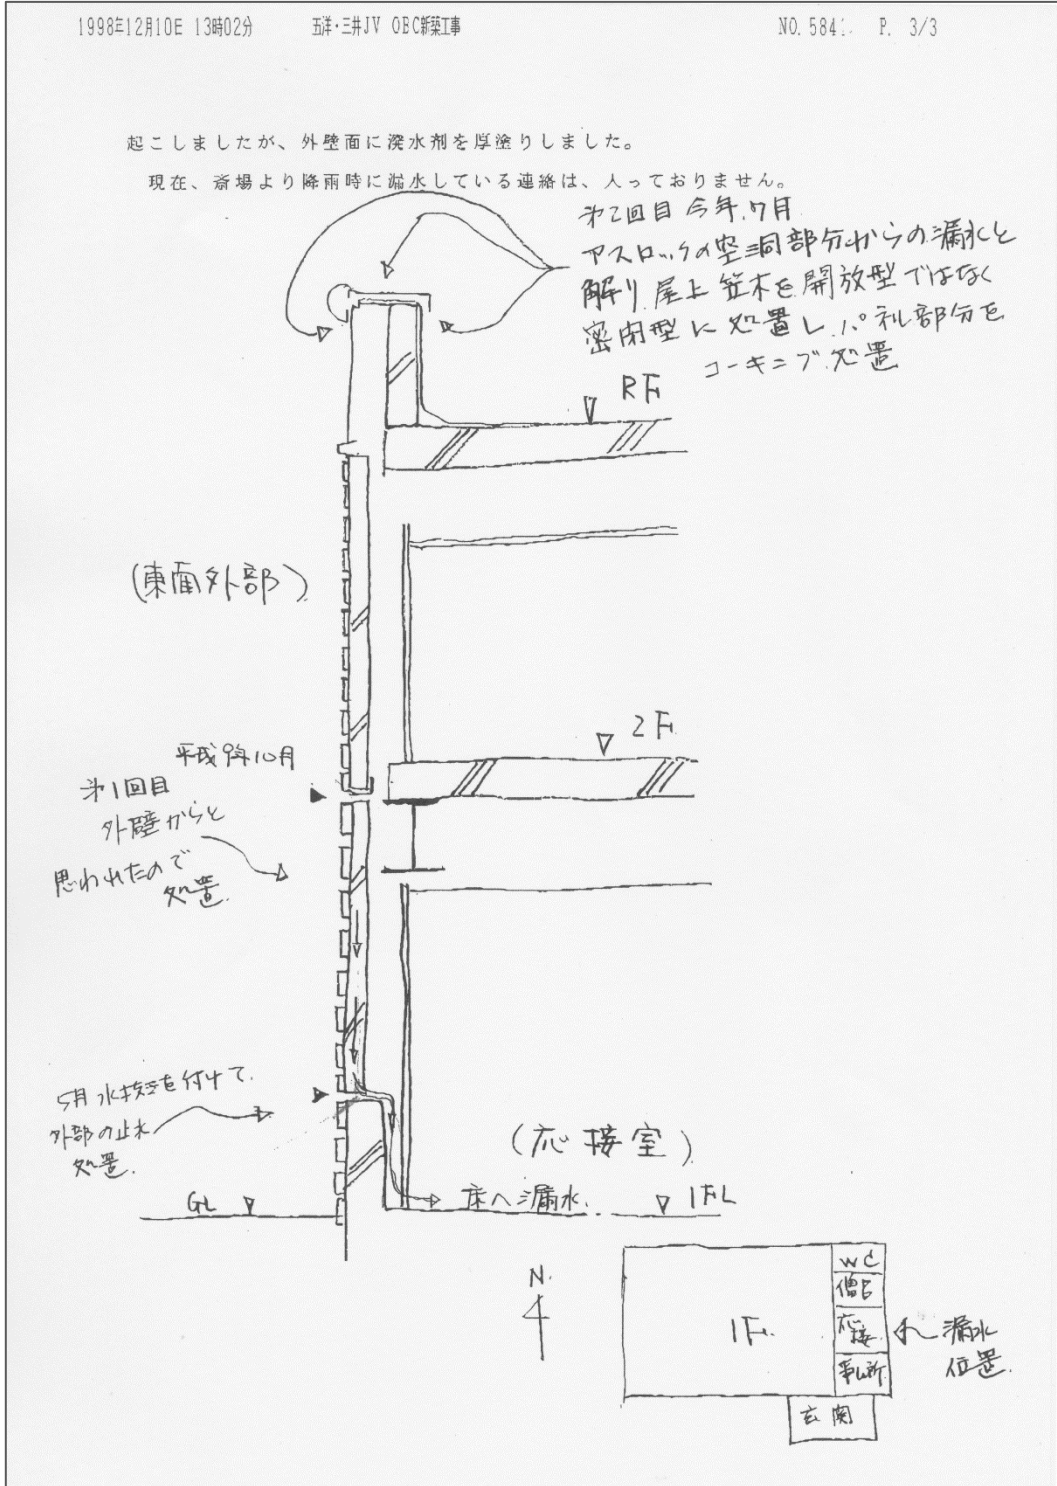 1998年12月10日 13時02分 五洋・三井JV OBC新築工事 NO. 584 P. 3/3
起こしましたが、外壁面に溌水剤を厚塗りしました。
現在、斎場より降雨時に漏水している連絡は、入っておりません。
第2回目 今年.7月
アスロックの空洞部分からの漏水と
解り 屋上 笠木を 開放型ではなく
密閉型に 処置し
部分を
コーキング処置
RFL
(東面外部)
2FL
平成9年10月
第1回目
外壁からと
思われたので
処置.
5月 水抜きを付けて.
外部の止水
処置.
(応接室)
GL
床へ漏水.
1FL
N.
WC
1F.
応接
漏水
位置.
玄関